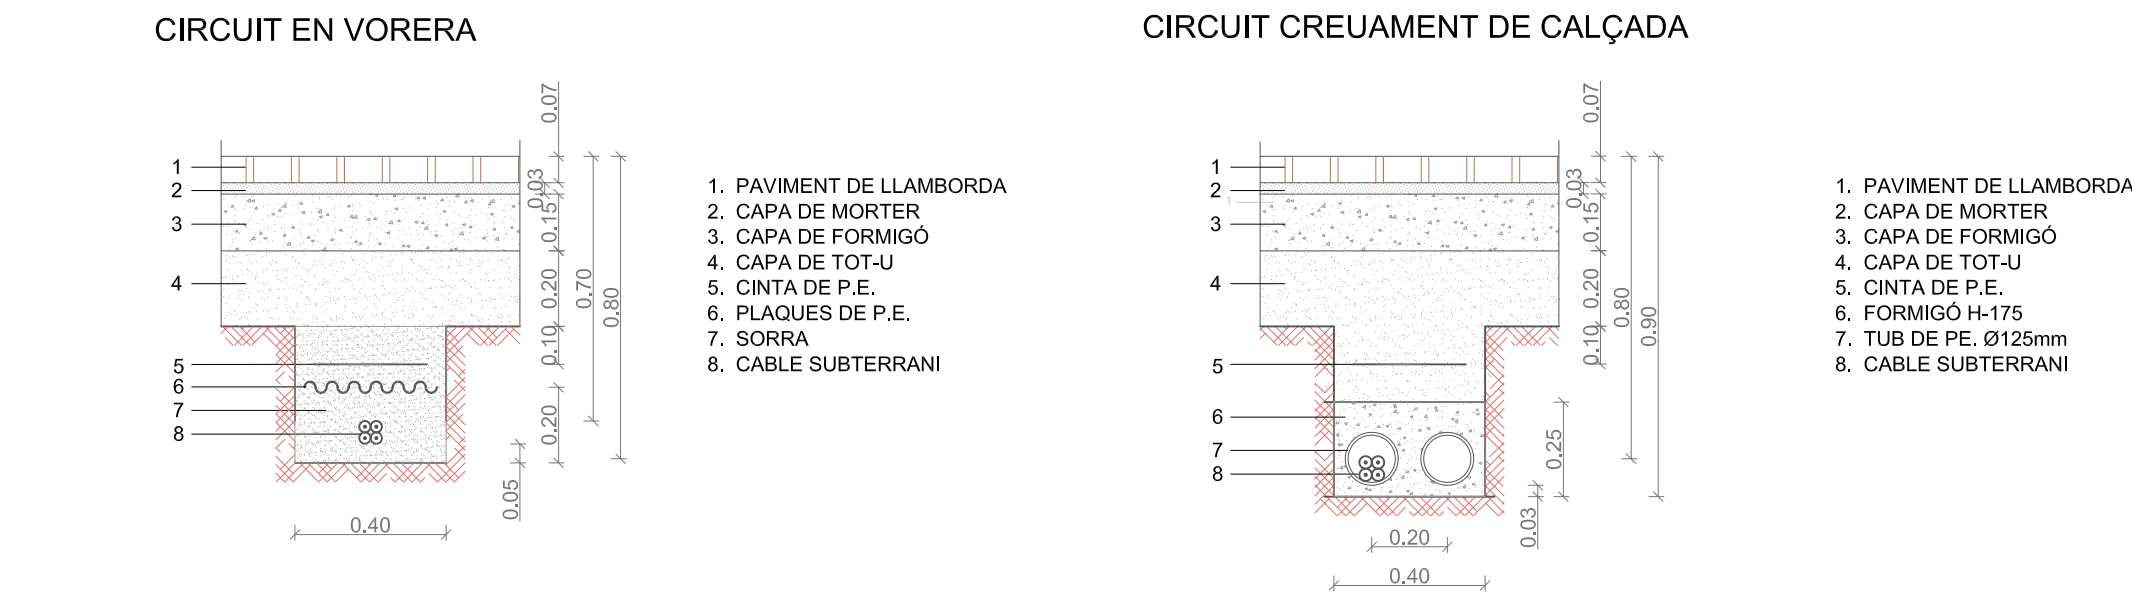 CIRCUIT EN VORERA
0.07
0.03
0.15
0.20
0.10
0.20
0.05
0.70
0.80
0.40
1
2
3
4
5
6
7
8
1. PAVIMENT DE LLAMBORDA
2. CAPA DE MORTER
3. CAPA DE FORMIGÓ
4. CAPA DE TOT-U
5. CINTA DE P.E.
6. PLAQUES DE P.E.
7. SORRA
8. CABLE SUBTERRANI
CIRCUIT CREUAMENT DE CALÇADA
0.07
0.03
0.15
0.20
0.10
0.25
0.03
0.80
0.90
0.20
0.40
1
2
1
3
4
5
6
7
8
1. PAVIMENT DE LLAMBORDA
2. CAPA DE MORTER
3. CAPA DE FORMIGÓ
4. CAPA DE TOT-U
5. CINTA DE P.E.
6. FORMIGÓ H-175
7. TUB DE PE. Ø125mm
8. CABLE SUBTERRANI